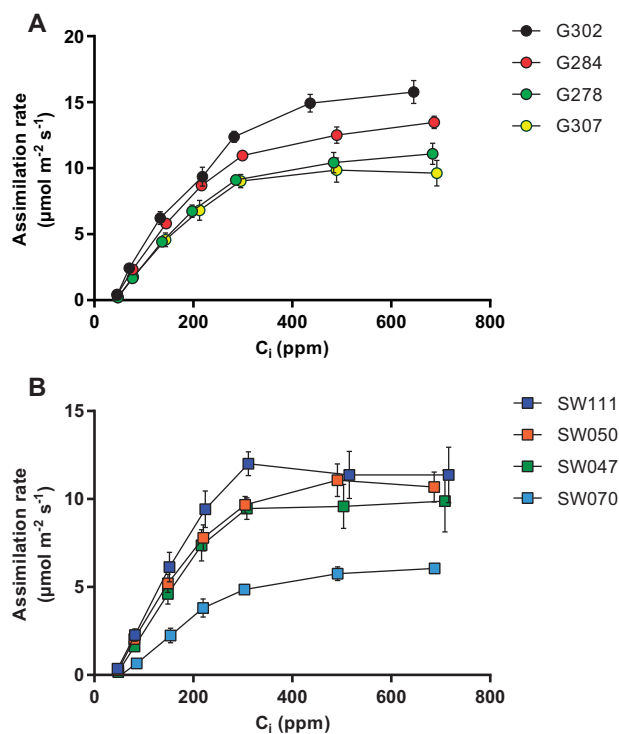 A
20
15
10
5
0
Assimilation rate
(µmol m⁻² s⁻¹)
0 200 400 600 800
Cᵢ (ppm)
G302
G284
G278
G307
B
15
10
5
0
Assimilation rate
(µmol m⁻² s⁻¹)
0 200 400 600 800
Cᵢ (ppm)
SW111
SW050
SW047
SW070